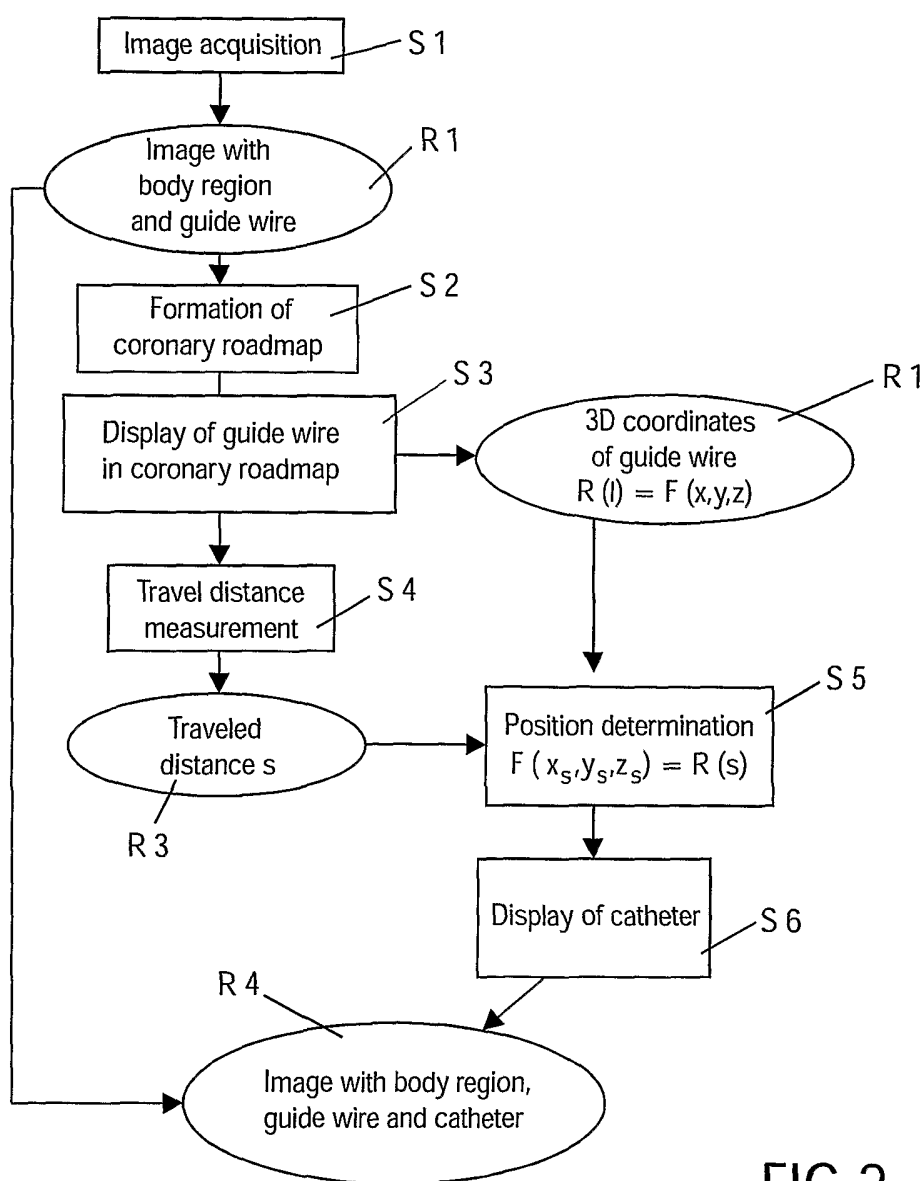 Image acquisition
S 1
Image with
body region
and guide wire
R 1
Formation of
coronary roadmap
S 2
Display of guide wire
in coronary roadmap
S 3
3D coordinates
of guide wire
R (l) = F (x,y,z)
R 1
Travel distance
measurement
S 4
Traveled
distance s
R 3
Position determination
F ( xₛ,yₛ,zₛ) = R (s)
S 5
Display of catheter
S 6
R 4
Image with body region,
guide wire and catheter
FIG 2